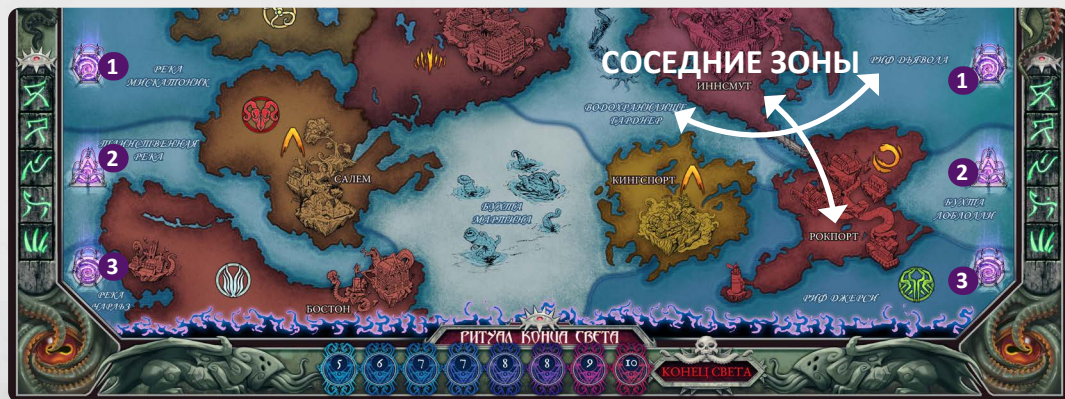 СОСЕДНИЕ ЗОНЫ
1
РЕКА
МИСКАТОНИК
РИФ ДЬЯВОЛА
1
ИННСМУТ
ВОДОХРАНИЛИЩЕ
ГАРДНЕР
2
ТАИНСТВЕННАЯ
РЕКА
САЛЕМ
КИНГСПОРТ
2
БУХТА
МАРТИНА
БУХТА
ЛОБЛОЛЛИ
РОКПОРТ
3
РЕКА
ЧАРЛЬЗ
БОСТОН
РИФ ДЖЕРСИ
3
РИТУАЛ КОНЦА СВЕТА
5 6 7 7 8 8 9 10 КОНЕЦ СВЕТА